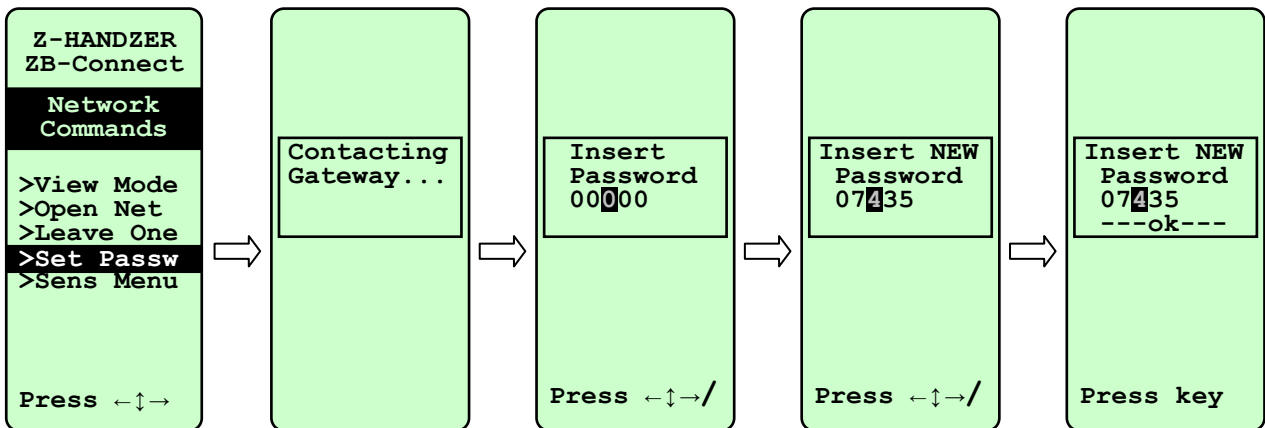 Z-HANDZER
ZB-Connect
Network
Commands
>View Mode
>Open Net
>Leave One
>Set Passw
>Sens Menu
Press ←↕→
Contacting
Gateway...
Insert
Password
00000
Press ←↕→/
Insert NEW
Password
07435
Press ←↕→/
Insert NEW
Password
07435
---ok---
Press key